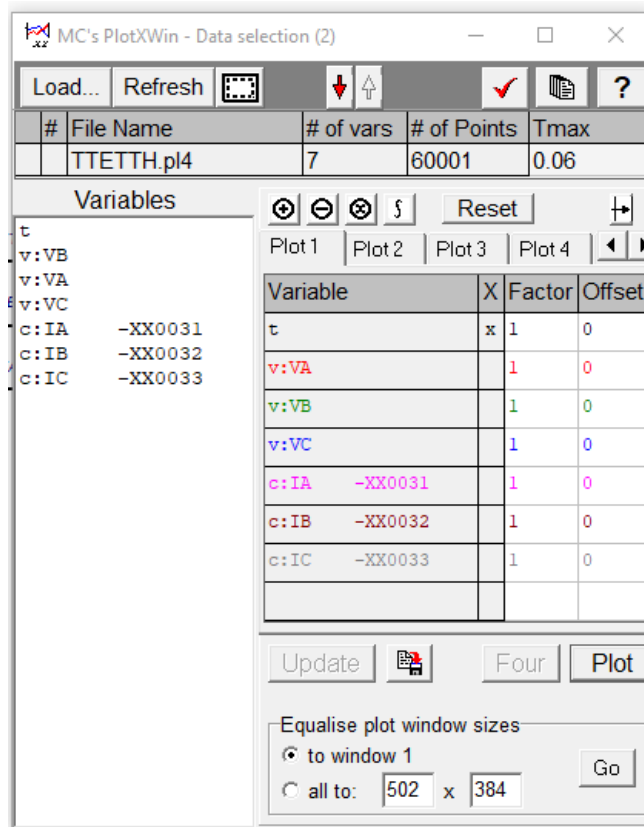 MC's PlotXWin - Data selection (2)
Load... Refresh ?
# File Name # of vars # of Points Tmax
TTETTH.pl4 7 60001 0.06
Variables
t
v:VB
v:VA
v:VC
c:IA -XX0031
c:IB -XX0032
c:IC -XX0033
Reset
Plot 1 Plot 2 Plot 3 Plot 4
Variable X Factor Offset
t x 1 0
v:VA 1 0
v:VB 1 0
v:VC 1 0
c:IA -XX0031 1 0
c:IB -XX0032 1 0
c:IC -XX0033 1 0
Update Four Plot
Equalise plot window sizes
to window 1
all to: 502 x 384
Go